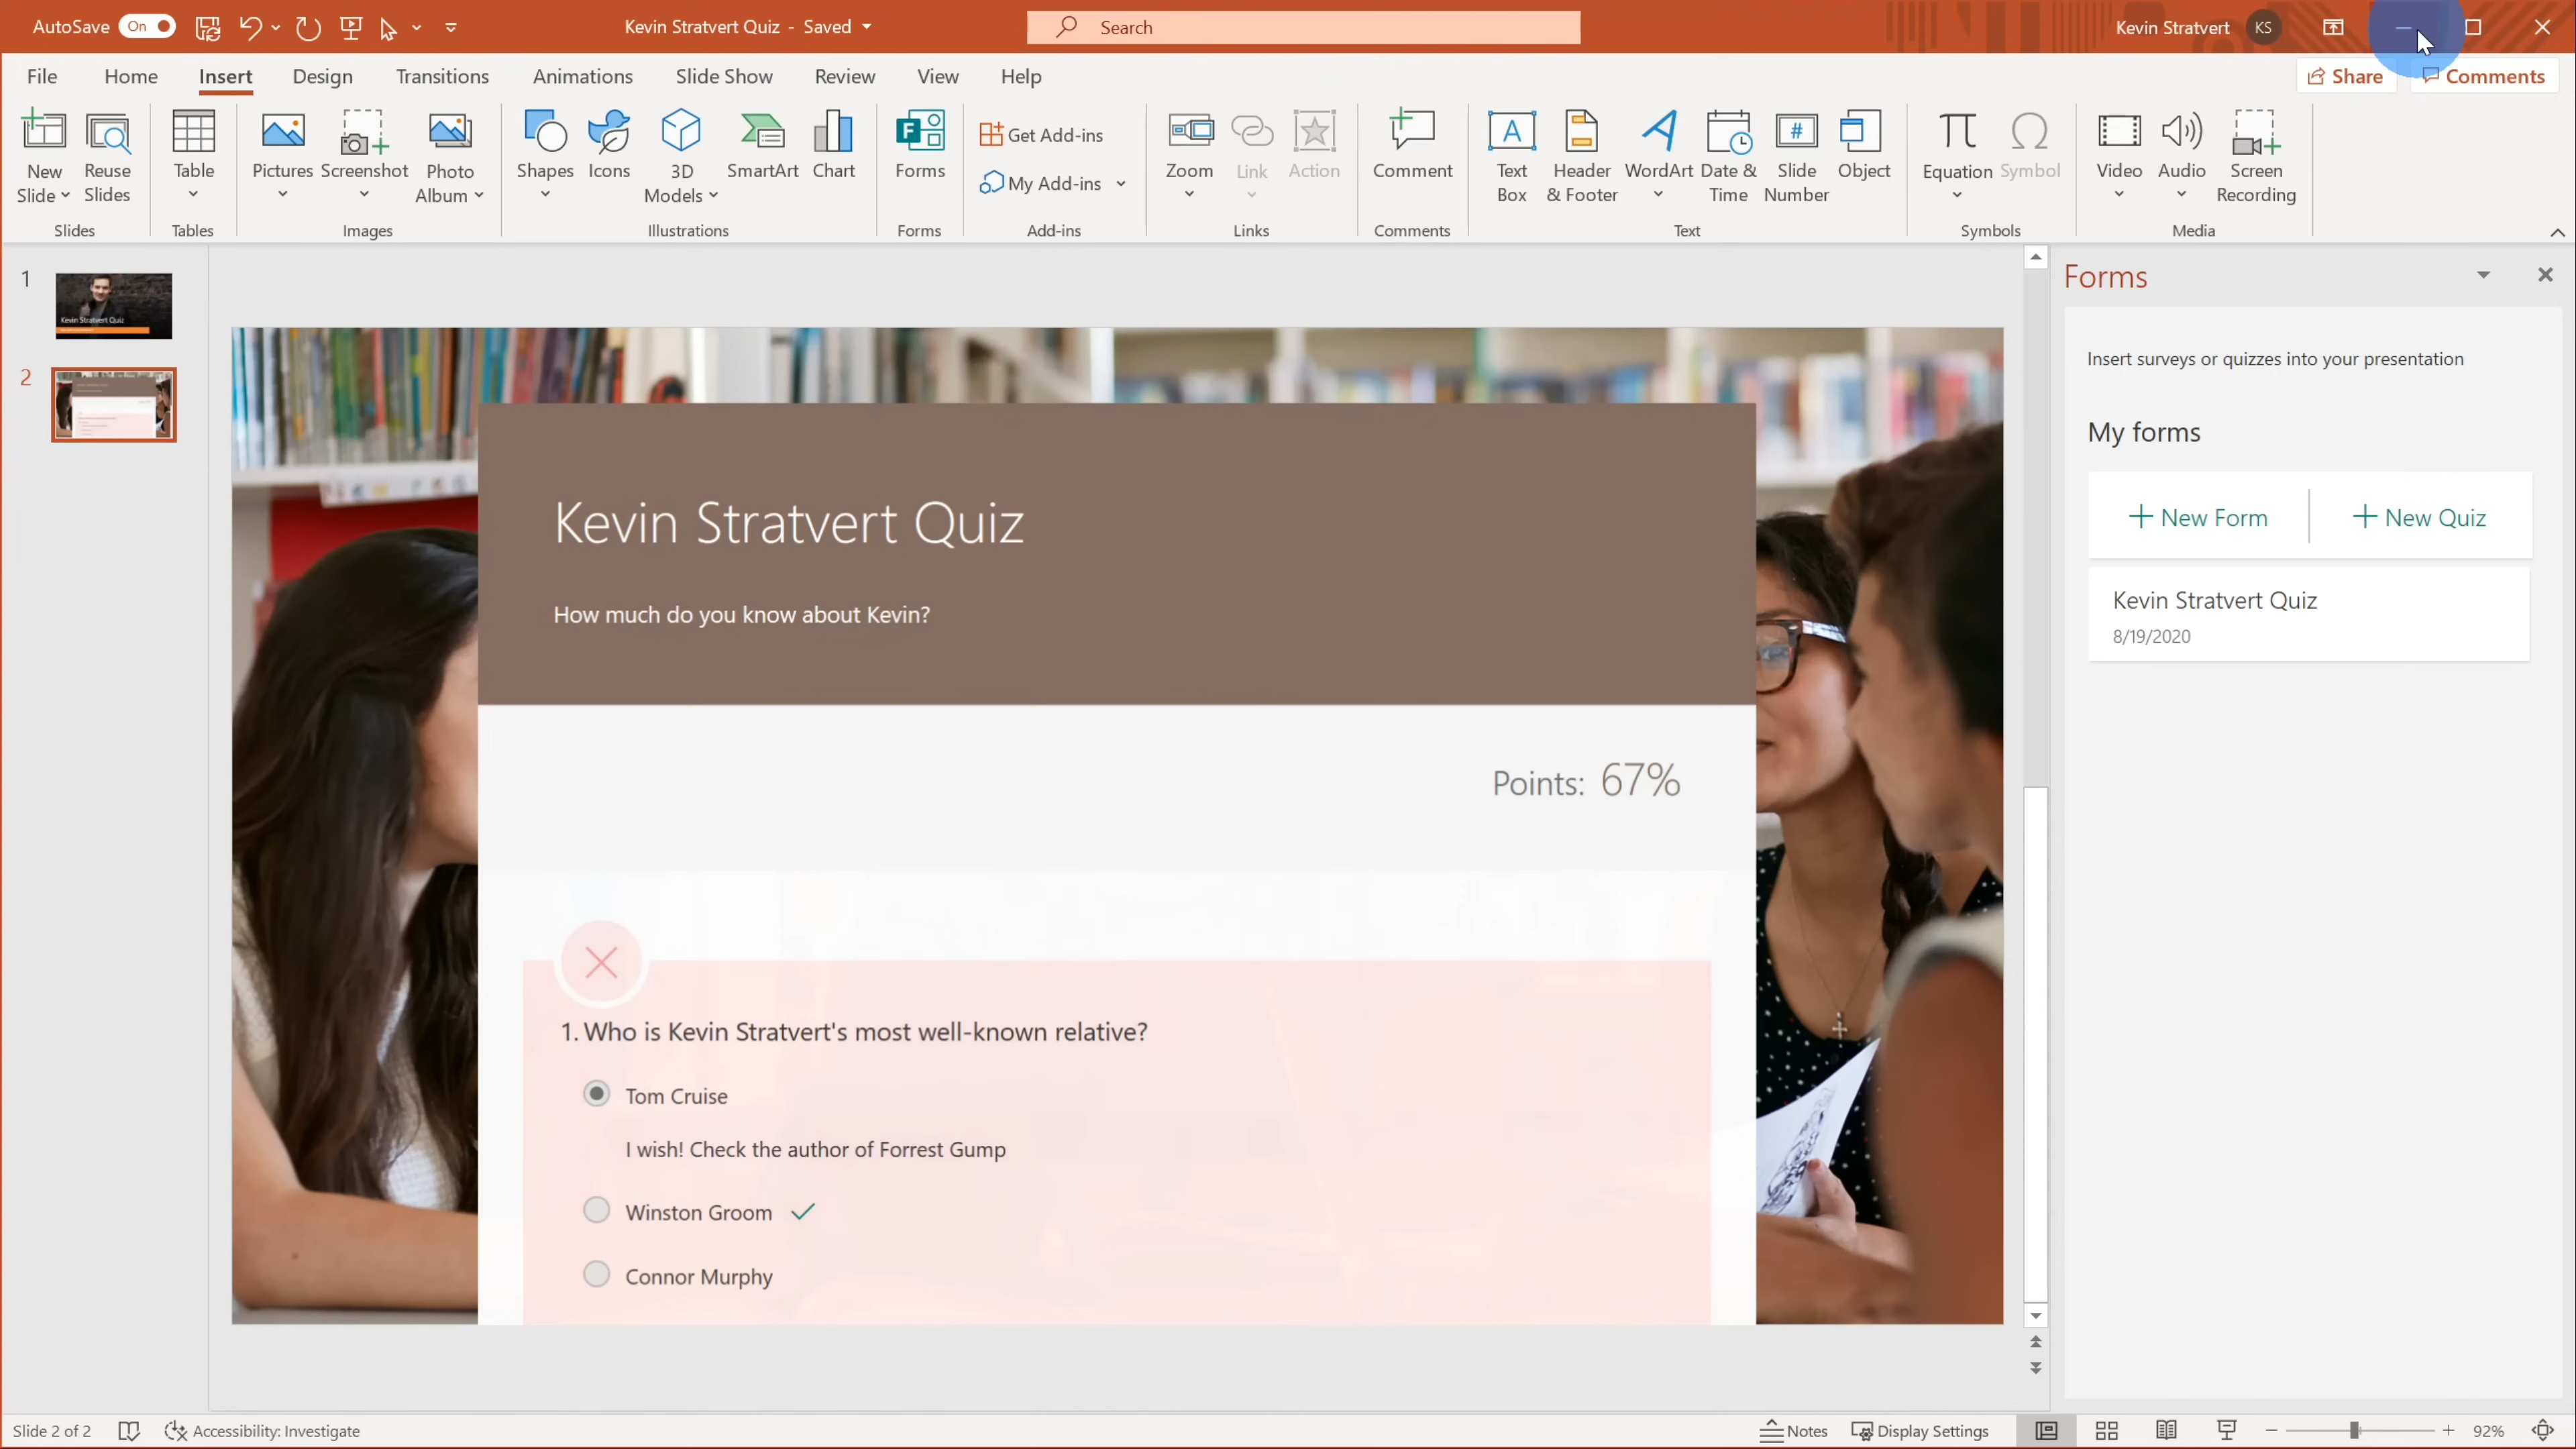 AutoSave On
Kevin Stratvert Quiz - Saved
Search
Kevin Stratvert KS
File Home Insert Design Transitions Animations Slide Show Review View Help
Share Comments
New Slide
Reuse Slides
Table
Pictures
Screenshot
Photo Album
Shapes
Icons
3D Models
SmartArt
Chart
Forms
Get Add-ins
My Add-ins
Zoom
Link
Action
Comment
Text Box
Header & Footer
WordArt
Date & Time
Slide Number
Object
Equation
Symbol
Video
Audio
Screen Recording
Slides Tables Images Illustrations Forms Add-ins Links Comments Text Symbols Media
1
Kevin Stratvert Quiz
2
Kevin Stratvert Quiz
How much do you know about Kevin?
Points: 67%
1. Who is Kevin Stratvert's most well-known relative?
Tom Cruise
I wish! Check the author of Forrest Gump
Winston Groom
Connor Murphy
Forms
Insert surveys or quizzes into your presentation
My forms
+ New Form + New Quiz
Kevin Stratvert Quiz
8/19/2020
Slide 2 of 2 Accessibility: Investigate Notes Display Settings 92%